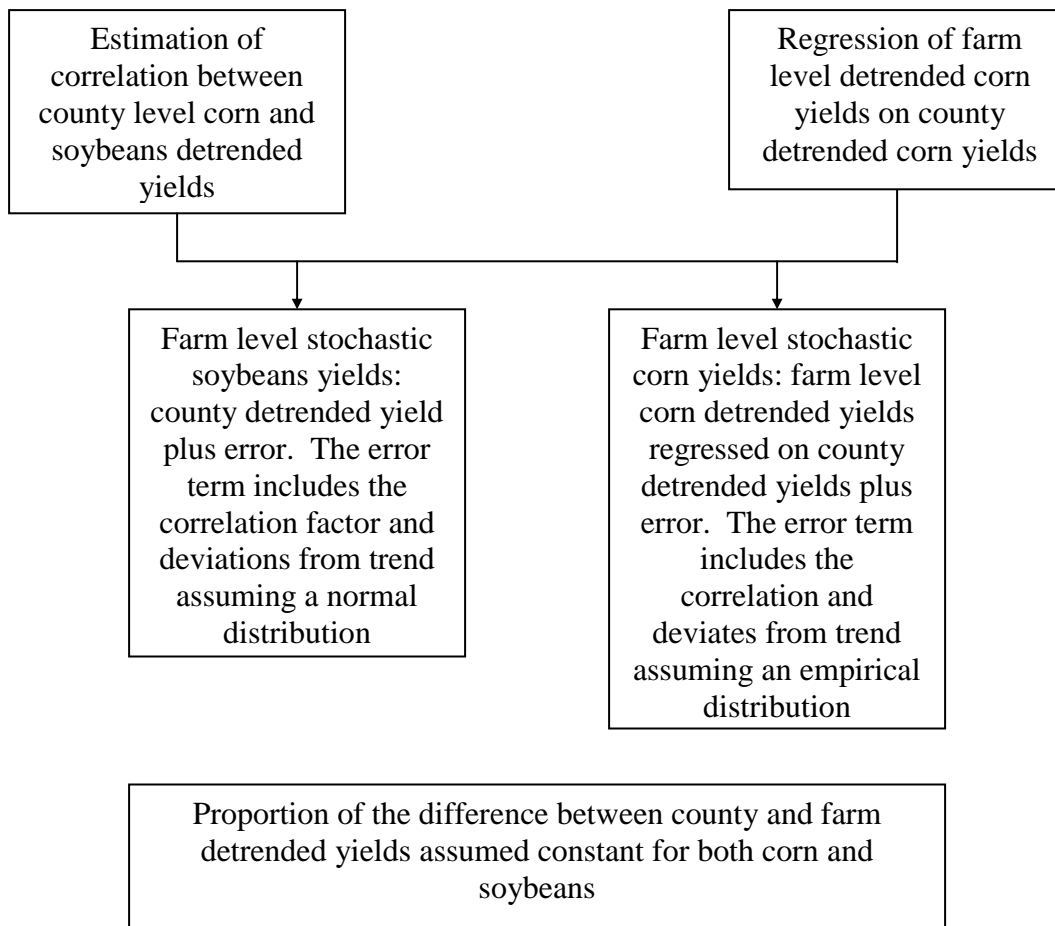 Estimation of
correlation between
county level corn and
soybeans detrended
yields
Regression of farm
level detrended corn
yields on county
detrended corn yields
Farm level stochastic
soybeans yields:
county detrended yield
plus error.  The error
term includes the
correlation factor and
deviations from trend
assuming a normal
distribution
Farm level stochastic
corn yields: farm level
corn detrended yields
regressed on county
detrended yields plus
error.  The error term
includes the
correlation and
deviates from trend
assuming an empirical
distribution
Proportion of the difference between county and farm
detrended yields assumed constant for both corn and
soybeans